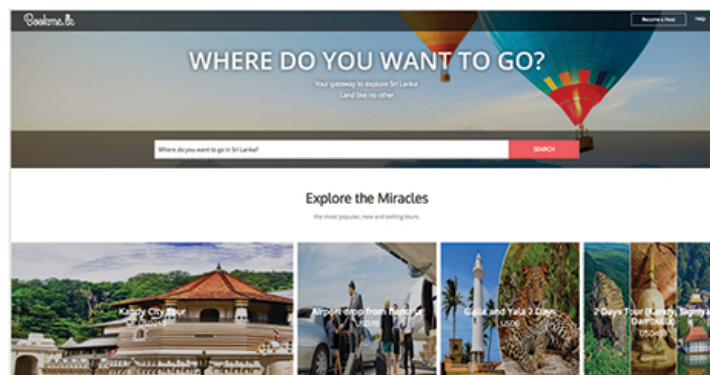 Bookme.lk
Become a Host
Help
WHERE DO YOU WANT TO GO?
Your gateway to explore Sri Lanka
Land like no other
Where do you want to go in Sri Lanka?
SEARCH
Explore the Miracles
the most popular, new and exiting tours.
Kandy City Tour
Airport drop from
Galle and Yala 2 Days
2 Days Tour (Kandy, Sigiriya
Dambulla)